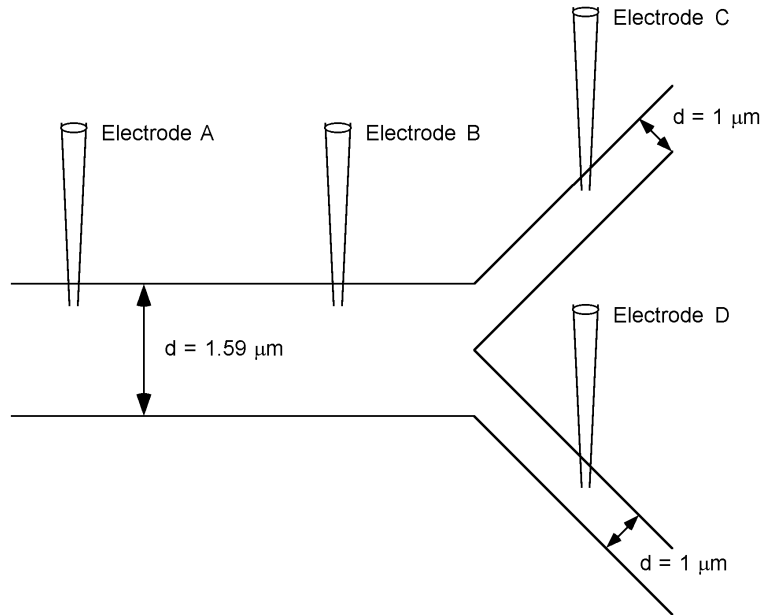 Electrode C
d = 1 μm
Electrode A
Electrode B
Electrode D
d = 1.59 μm
d = 1 μm